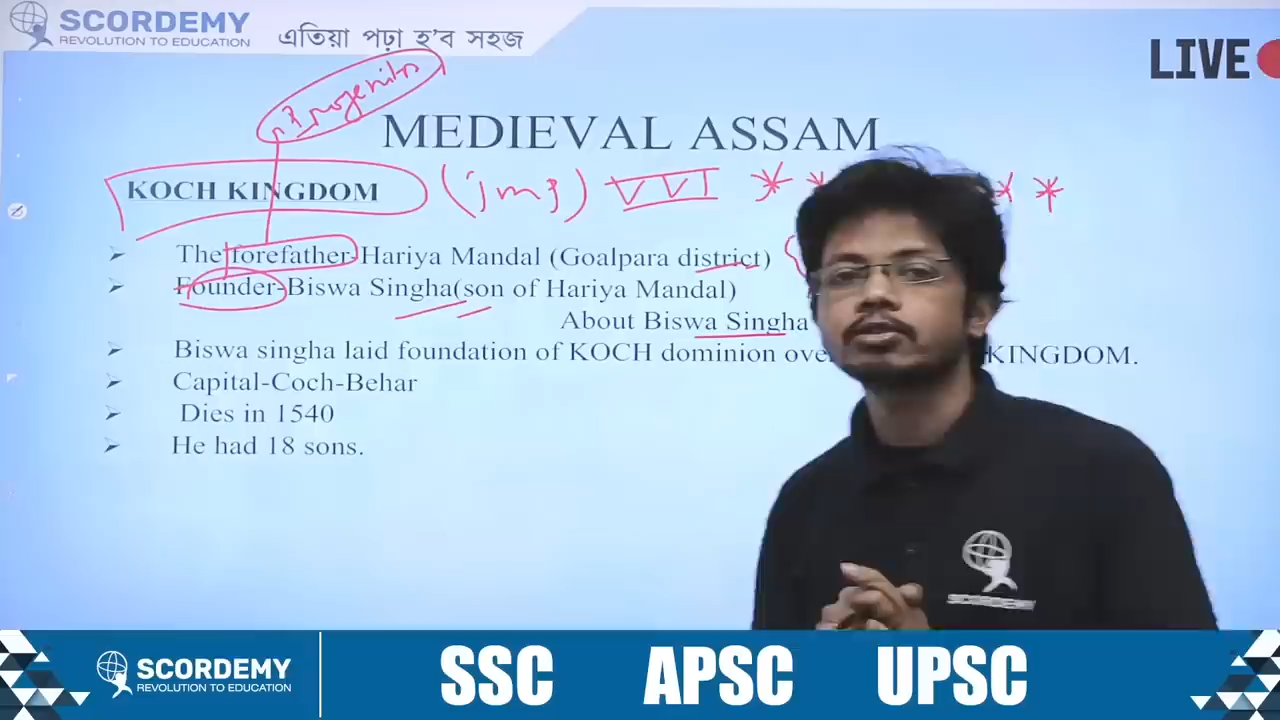 SCORDEMY
REVOLUTION TO EDUCATION
এতিয়া পঢ়া হ'ব সহজ
LIVE
Progenitor
MEDIEVAL ASSAM
KOCH KINGDOM (imp) VVI * * * *
The forefather-Hariya Mandal (Goalpara district)
Founder-Biswa Singha(son of Hariya Mandal)
About Biswa Singha
Biswa singha laid foundation of KOCH dominion over KINGDOM.
Capital-Coch-Behar
Dies in 1540
He had 18 sons.
SCORDEMY
SCORDEMY
REVOLUTION TO EDUCATION
SSC APSC UPSC